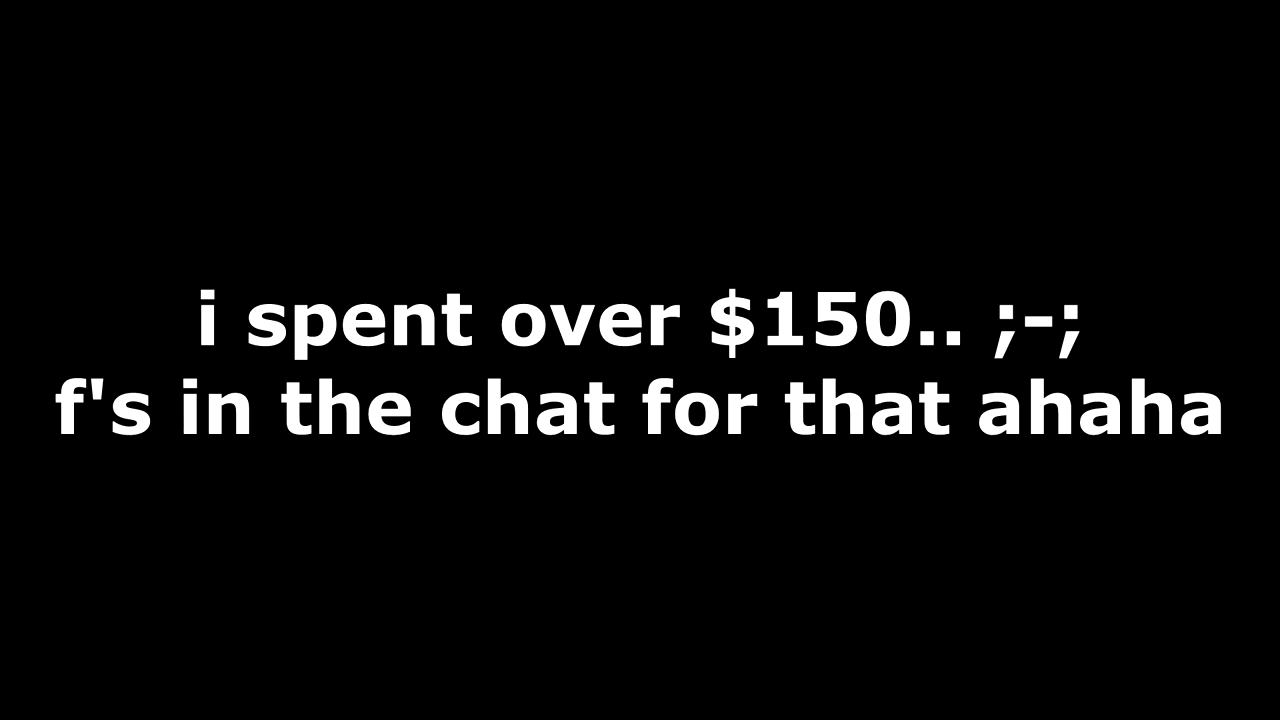 i spent over $150.. ;-;
f's in the chat for that ahaha